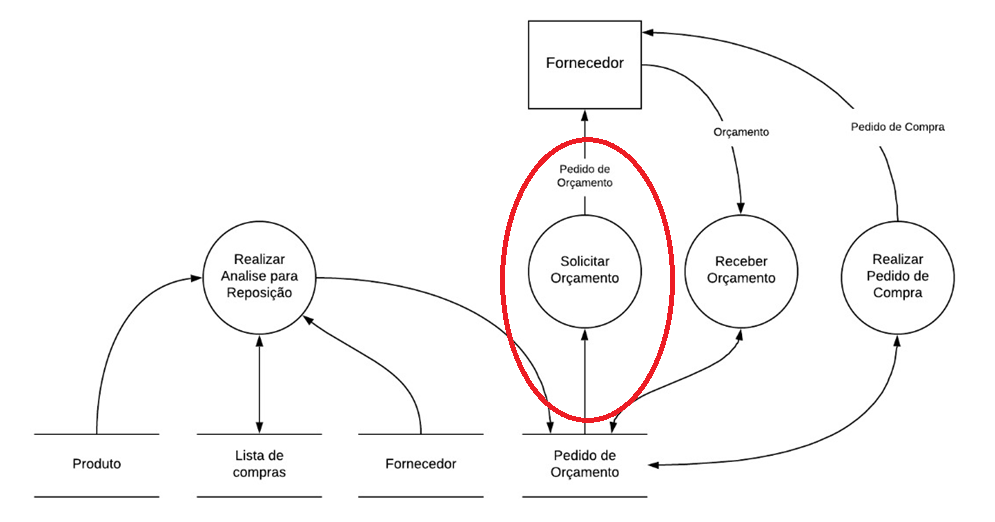 Fornecedor
Orçamento
Pedido de Compra
Pedido de
Orçamento
Realizar
Analise para
Reposição
Solicitar
Orçamento
Receber
Orçamento
Realizar
Pedido de
Compra
Produto
Lista de
compras
Fornecedor
Pedido de
Orçamento